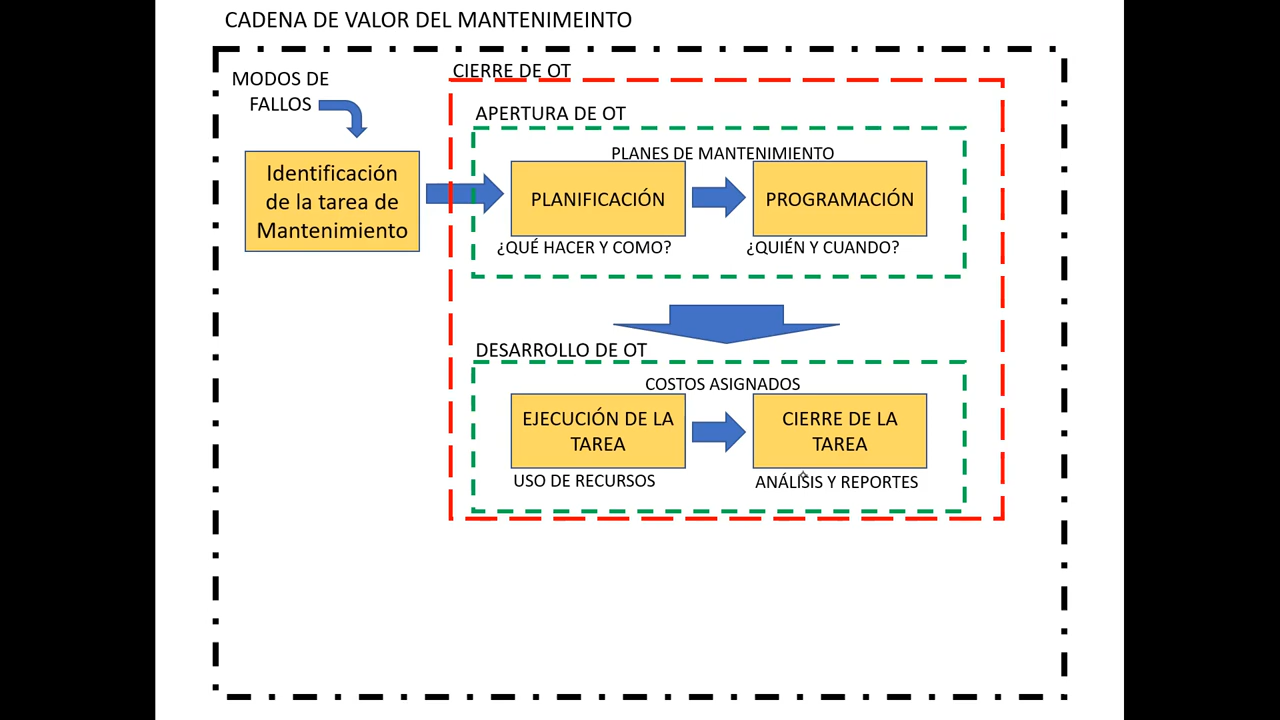 CADENA DE VALOR DEL MANTENIMEINTO
MODOS DE
FALLOS
Identificación
de la tarea de
Mantenimiento
CIERRE DE OT
APERTURA DE OT
PLANES DE MANTENIMIENTO
PLANIFICACIÓN
PROGRAMACIÓN
¿QUÉ HACER Y COMO?
¿QUIÉN Y CUANDO?
DESARROLLO DE OT
COSTOS ASIGNADOS
EJECUCIÓN DE LA
TAREA
CIERRE DE LA
TAREA
USO DE RECURSOS
ANÁLISIS Y REPORTES